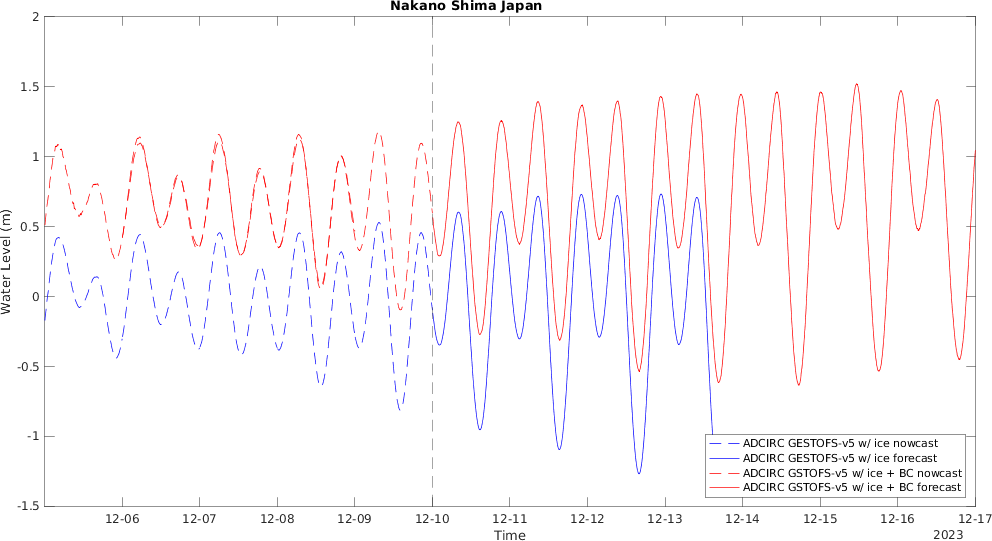 Nakano Shima Japan
2
1.5
1
0.5
0
-0.5
-1
-1.5
Water Level (m)
ADCIRC GESTOFS-v5 w/ ice nowcast
ADCIRC GESTOFS-v5 w/ ice forecast
ADCIRC GSTOFS-v5 w/ ice + BC nowcast
ADCIRC GSTOFS-v5 w/ ice + BC forecast
12-06 12-07 12-08 12-09 12-10 12-11 12-12 12-13 12-14 12-15 12-16 12-17
Time
2023